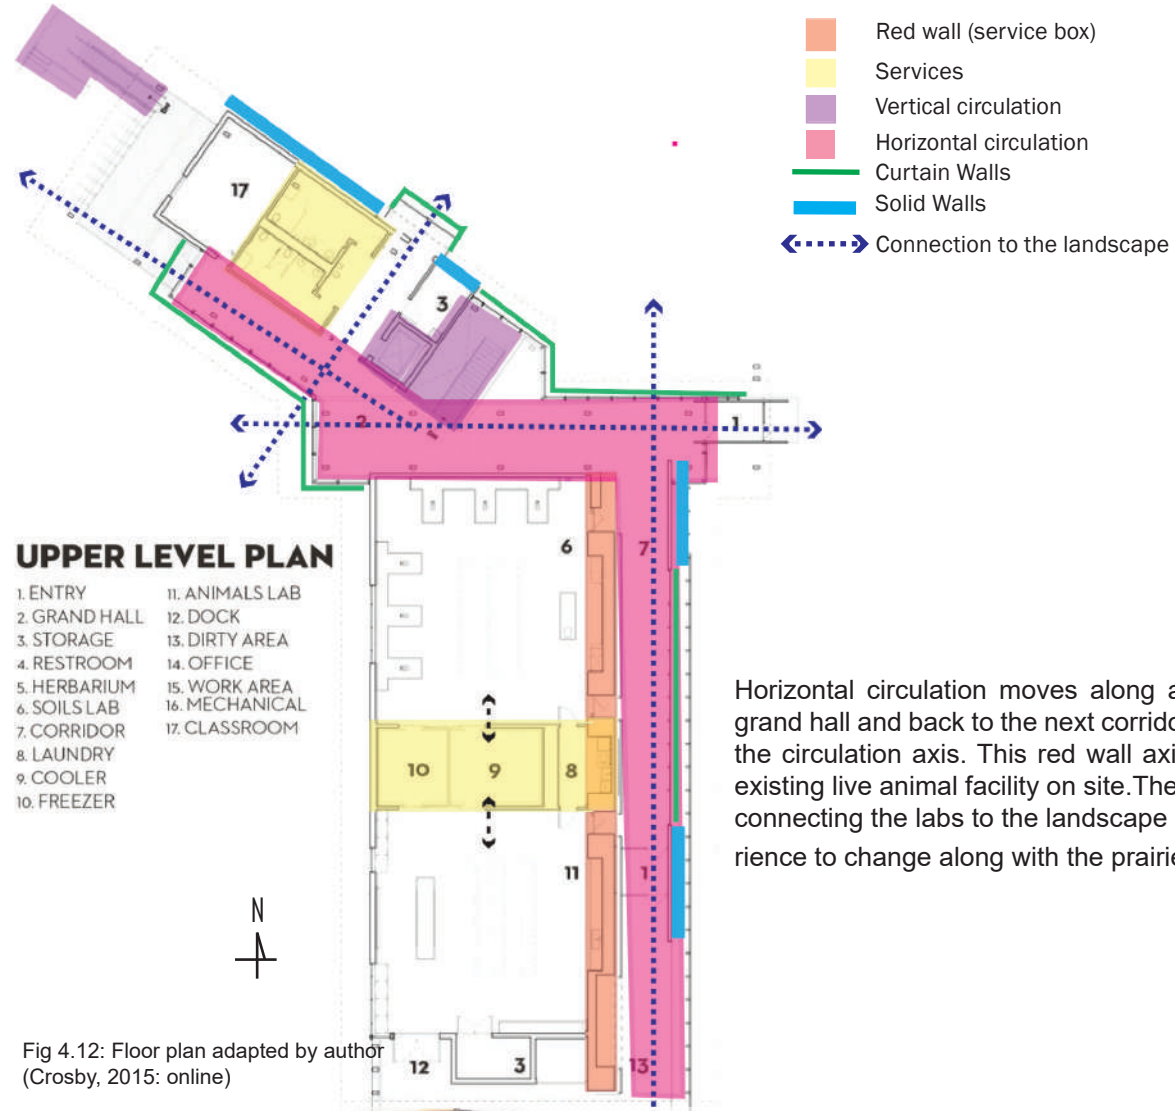 Red wall (service box)
Services
Vertical circulation
Horizontal circulation
Curtain Walls
Solid Walls
Connection to the landscape
17
3
2
1
6
7
10
9
8
11
1
12
3
13
UPPER LEVEL PLAN
1. ENTRY
2. GRAND HALL
3. STORAGE
4. RESTROOM
5. HERBARIUM
6. SOILS LAB
7. CORRIDOR
8. LAUNDRY
9. COOLER
10. FREEZER
11. ANIMALS LAB
12. DOCK
13. DIRTY AREA
14. OFFICE
15. WORK AREA
16. MECHANICAL
17. CLASSROOM
N
Horizontal circulation moves along a
grand hall and back to the next corrido
the circulation axis. This red wall axi
existing live animal facility on site.The
connecting the labs to the landscape
rience to change along with the prairie
Fig 4.12: Floor plan adapted by author
(Crosby, 2015: online)